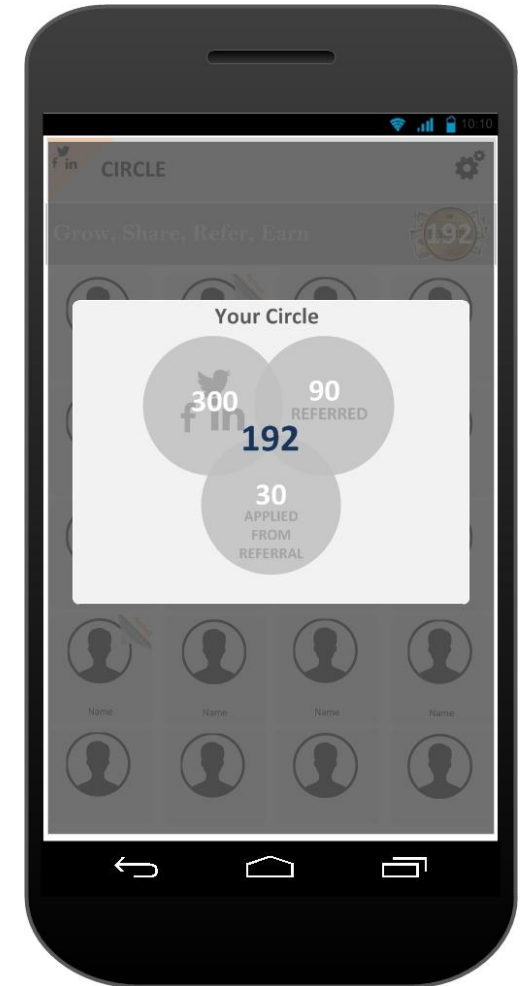 10:10
f in
CIRCLE
Grow, Share, Refer, Earn
192
Your Circle
300
f in
90
REFERRED
192
30
APPLIED
FROM
REFERRAL
Name Name Name Name